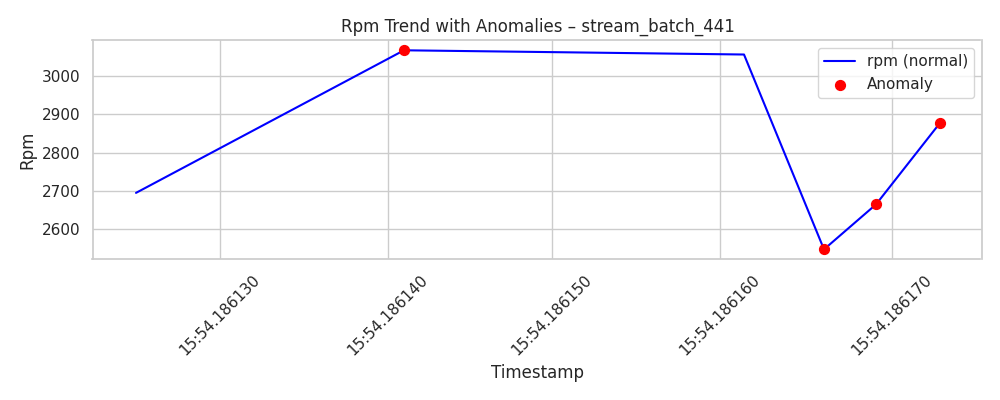 Rpm Trend with Anomalies – stream_batch_441
rpm (normal)
Anomaly
Rpm
3000
2900
2800
2700
2600
15:54.186130
15:54.186140
15:54.186150
15:54.186160
15:54.186170
Timestamp